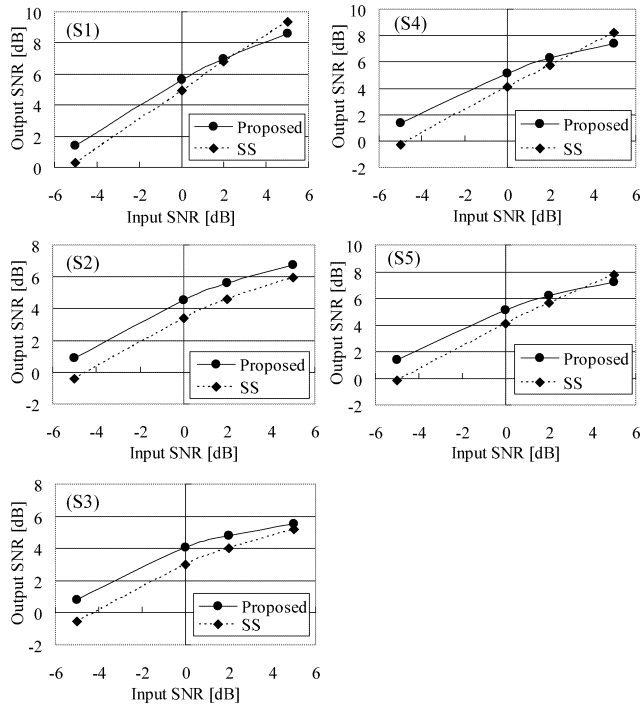 (S1)
Output SNR [dB]
10
8
6
4
2
0
-6 -4 -2 0 2 4 6
Input SNR [dB]
Proposed
SS
(S4)
Output SNR [dB]
10
8
6
4
2
0
-2
-6 -4 -2 0 2 4 6
Input SNR [dB]
Proposed
SS
(S2)
Output SNR [dB]
8
6
4
2
0
-2
-6 -4 -2 0 2 4 6
Input SNR [dB]
Proposed
SS
(S5)
Output SNR [dB]
10
8
6
4
2
0
-2
-6 -4 -2 0 2 4 6
Input SNR [dB]
Proposed
SS
(S3)
Output SNR [dB]
8
6
4
2
0
-2
-6 -4 -2 0 2 4 6
Input SNR [dB]
Proposed
SS